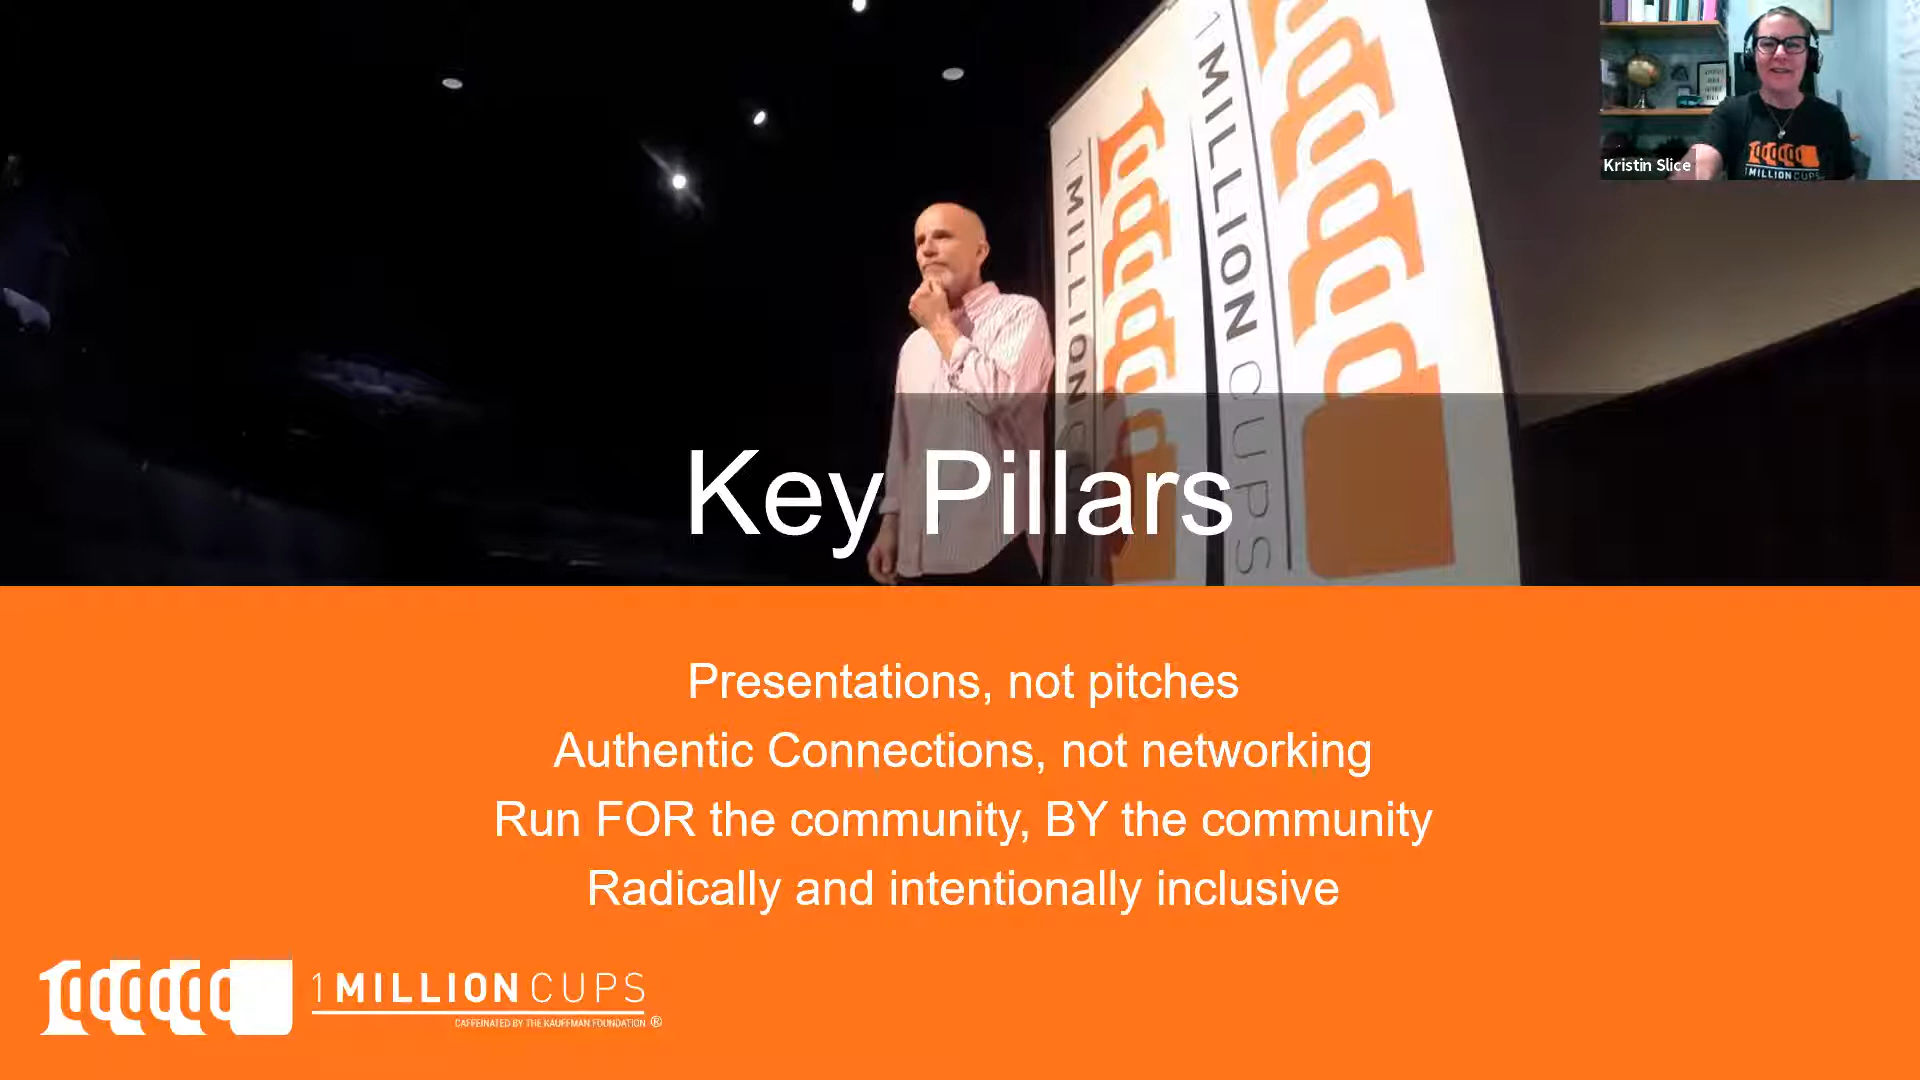 1 MILLION CUPS
1 MILLION CUPS
Kristin Slice
1 MILLION CUPS
Key Pillars
Presentations, not pitches
Authentic Connections, not networking
Run FOR the community, BY the community
Radically and intentionally inclusive
1 MILLION CUPS
CAFFEINATED BY THE KAUFFMAN FOUNDATION ®